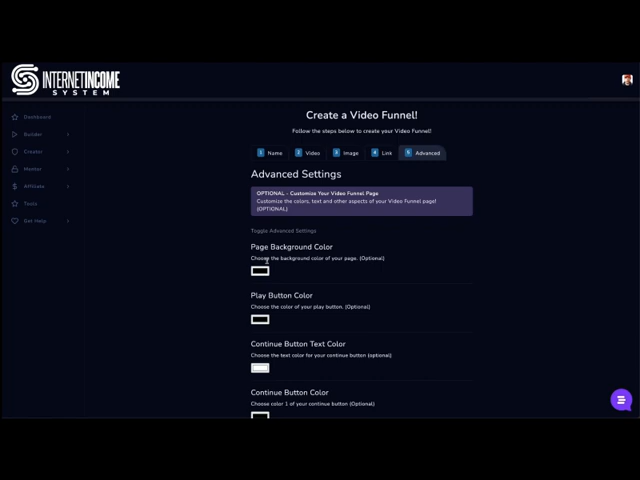 INTERNETINCOME
SYSTEM
Dashboard
Builder
Creator
Mentor
Affiliate
Tools
Get Help
Create a Video Funnel!
Follow the steps below to create your Video Funnel!
1 Name 2 Video 3 Image 4 Link 5 Advanced
Advanced Settings
OPTIONAL - Customize Your Video Funnel Page
Customize the colors, text and other aspects of your Video Funnel page!
(OPTIONAL)
Toggle Advanced Settings
Page Background Color
Choose the background color of your page. (Optional)
Play Button Color
Choose the color of your play button. (Optional)
Continue Button Text Color
Choose the text color for your continue button (optional)
Continue Button Color
Choose color 1 of your continue button (Optional)